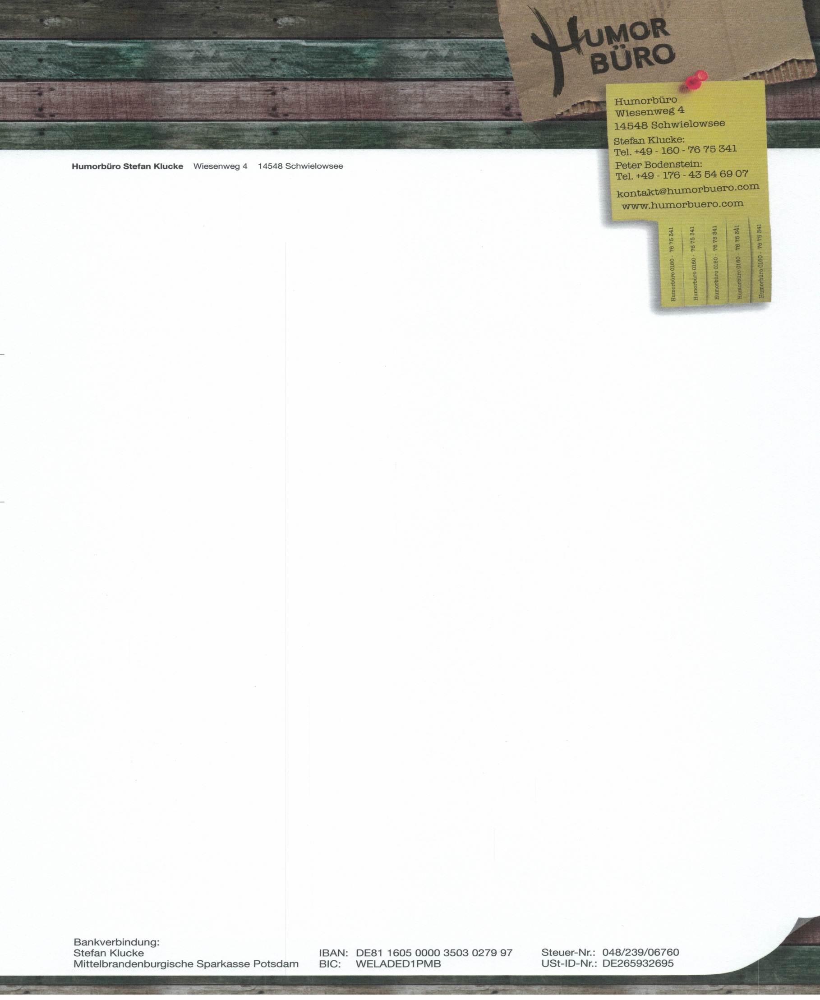 HUMOR
BÜRO
Humorbüro
Wiesenweg 4
14548 Schwielowsee
Stefan Klucke:
Tel. +49 - 160 - 76 75 341
Peter Bodenstein:
Tel. +49 - 176 - 43 54 69 07
kontakt@humorbuero.com
www.humorbuero.com
Humorbüro 0160 - 76 75 341
Humorbüro 0160 - 76 75 341
Humorbüro 0160 - 76 75 341
Humorbüro 0160 - 76 75 341
Humorbüro 0160 - 76 75 341
Humorbüro Stefan Klucke Wiesenweg 4 14548 Schwielowsee
Bankverbindung:
Stefan Klucke
Mittelbrandenburgische Sparkasse Potsdam
IBAN: DE81 1605 0000 3503 0279 97
BIC: WELADED1PMB
Steuer-Nr.: 048/239/06760
USt-ID-Nr.: DE265932695